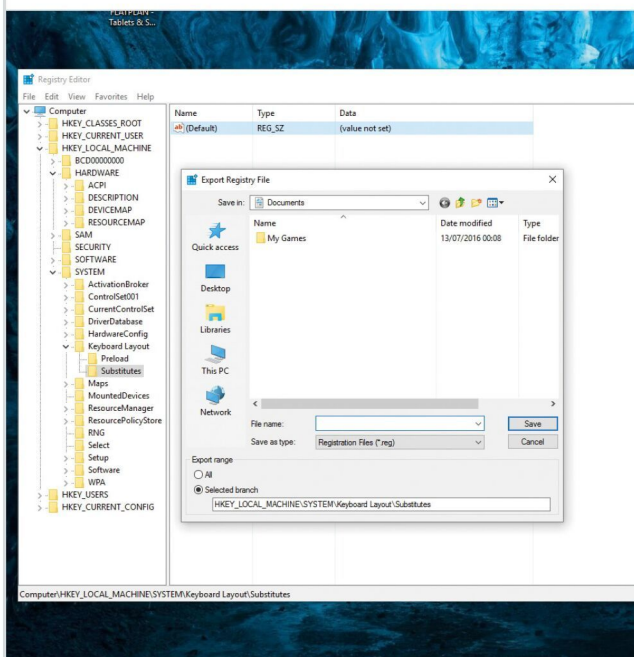 FLATPLAN -
Tablets & S...
Registry Editor
File Edit View Favorites Help
Computer
HKEY_CLASSES_ROOT
HKEY_CURRENT_USER
HKEY_LOCAL_MACHINE
BCD00000000
HARDWARE
ACPI
DESCRIPTION
DEVICEMAP
RESOURCEMAP
SAM
SECURITY
SOFTWARE
SYSTEM
ActivationBroker
ControlSet001
CurrentControlSet
DriverDatabase
HardwareConfig
Keyboard Layout
Preload
Substitutes
Maps
MountedDevices
ResourceManager
ResourcePolicyStore
RNG
Select
Setup
Software
WPA
HKEY_USERS
HKEY_CURRENT_CONFIG
Name Type Data
ab (Default) REG_SZ (value not set)
Export Registry File
Save in: Documents
Name Date modified Type
My Games 13/07/2016 00:08 File folder
Quick access
Desktop
Libraries
This PC
Network
File name: Save
Save as type: Registration Files (*.reg) Cancel
Export range
All
Selected branch
HKEY_LOCAL_MACHINE\SYSTEM\Keyboard Layout\Substitutes
Computer\HKEY_LOCAL_MACHINE\SYSTEM\Keyboard Layout\Substitutes